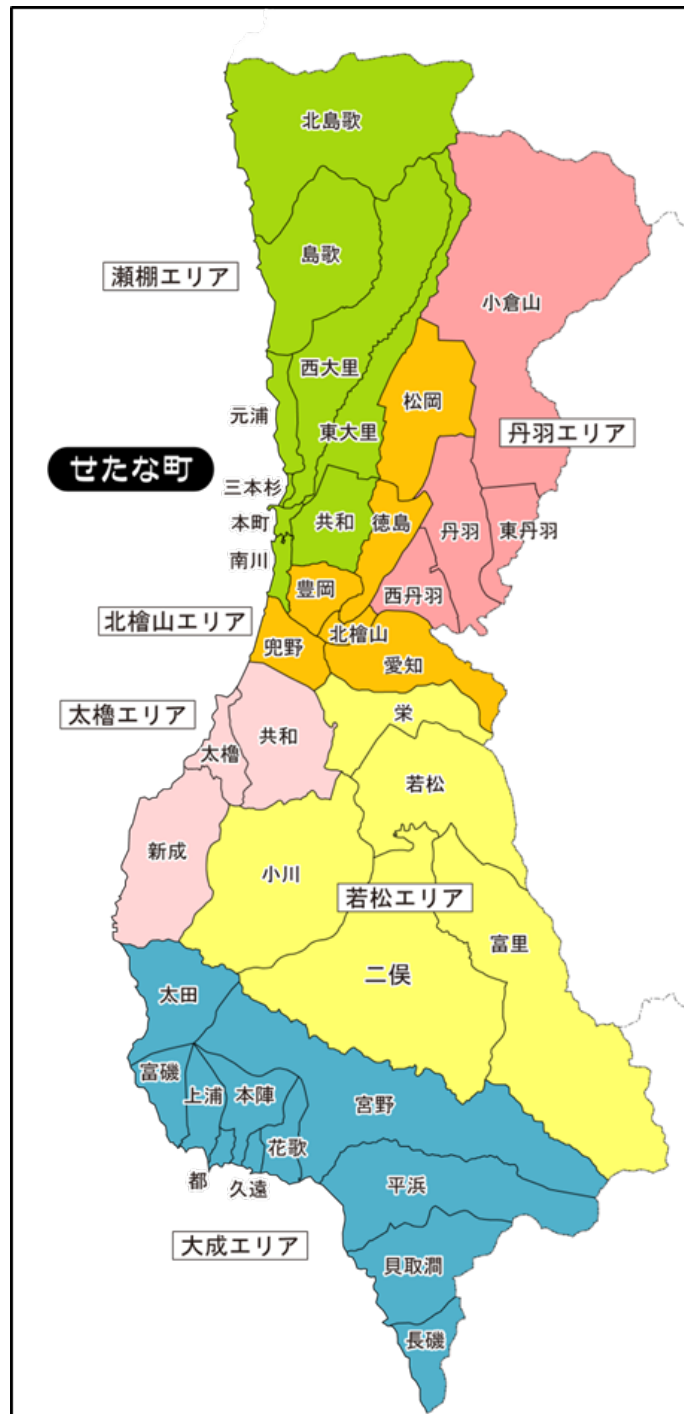 北島歌
島歌
瀬棚エリア
小倉山
西大里
松岡
元浦
東大里
丹羽エリア
せたな町
三本杉
本町
共和
徳島
丹羽
東丹羽
南川
豊岡
西丹羽
北檜山エリア
北檜山
兜野
愛知
太櫓エリア
栄
太櫓
共和
若松
新成
小川
若松エリア
富里
二俣
太田
富磯
上浦
本陣
宮野
花歌
都
久遠
平浜
大成エリア
貝取澗
長磯